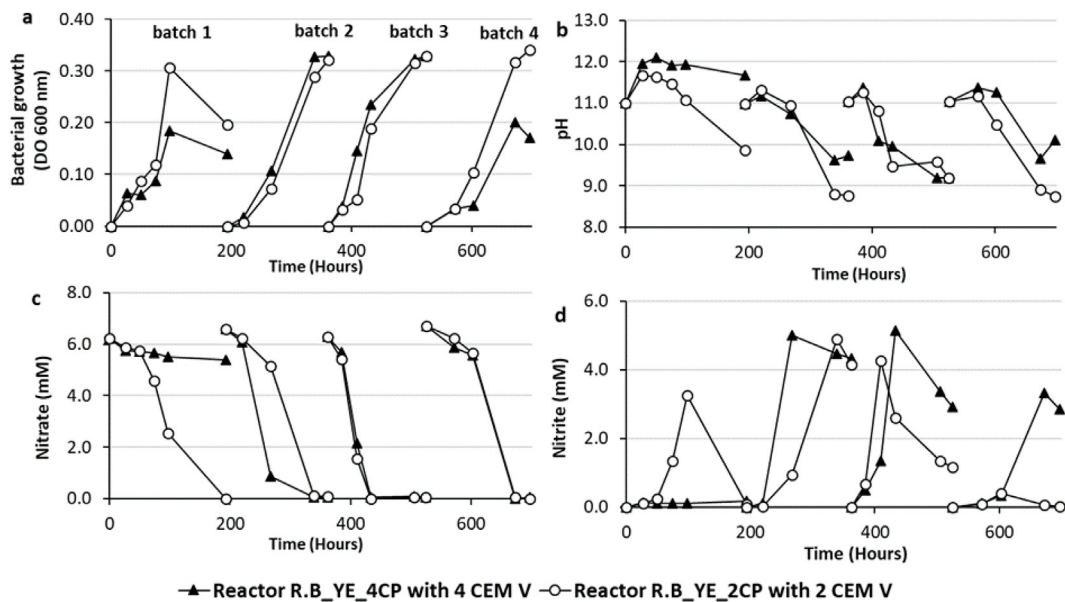 a
batch 1 batch 2 batch 3 batch 4
Bacterial growth
(DO 600 nm)
0.40
0.30
0.20
0.10
0.00
0 200 400 600
Time (Hours)
b
pH
13.0
12.0
11.0
10.0
9.0
8.0
0 200 400 600
Time (Hours)
c
Nitrate (mM)
8.0
6.0
4.0
2.0
0.0
0 200 400 600
Time (Hours)
d
Nitrite (mM)
6.0
4.0
2.0
0.0
0 200 400 600
Time (Hours)
Reactor R.B_YE_4CP with 4 CEM V Reactor R.B_YE_2CP with 2 CEM V